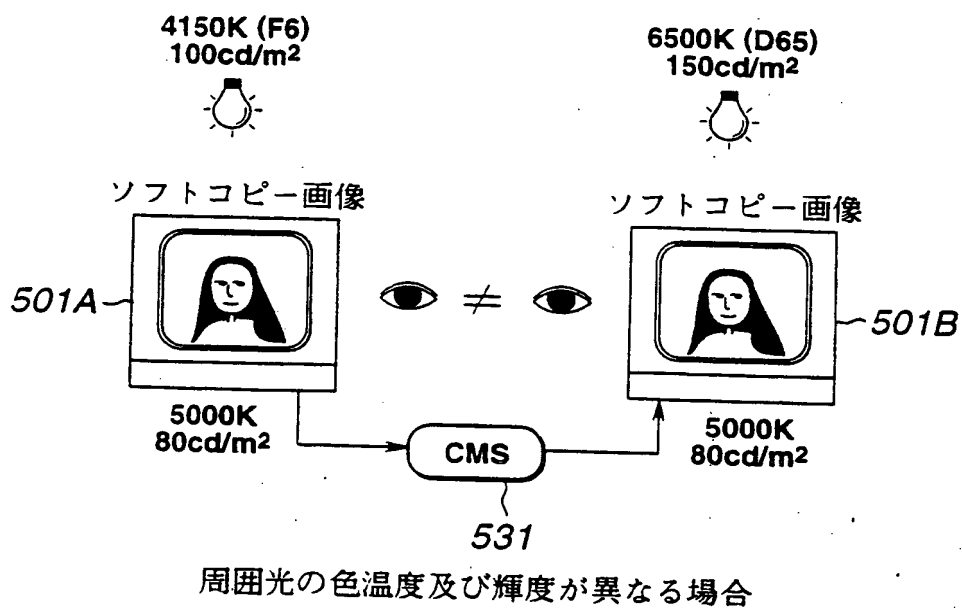 4150K (F6)
100cd/m²
6500K (D65)
150cd/m²
ソフトコピー画像
ソフトコピー画像
501A
≠
501B
5000K
80cd/m²
5000K
80cd/m²
CMS
531
周囲光の色温度及び輝度が異なる場合